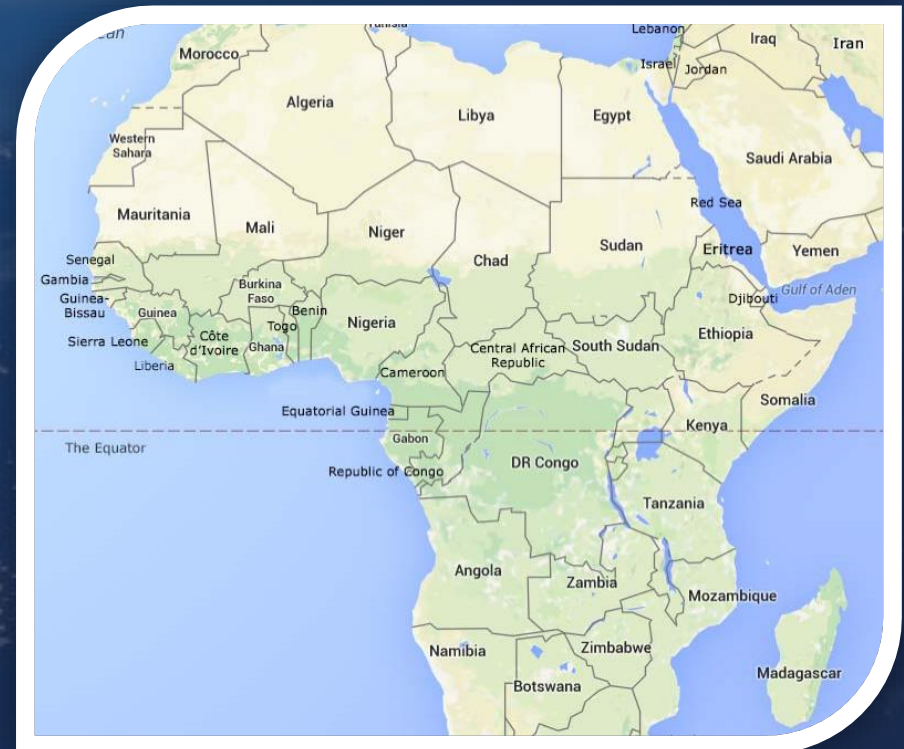 Tunisia
Lebanon
Iraq
Iran
Morocco
Israel
Jordan
Algeria
Libya
Egypt
Western
Sahara
Saudi Arabia
Red Sea
Mauritania
Mali
Niger
Chad
Sudan
Eritrea
Yemen
Senegal
Gambia
Burkina
Faso
Djibouti
Gulf of Aden
Guinea-
Bissau
Guinea
Benin
Togo
Nigeria
Ethiopia
Sierra Leone
Côte
d'Ivoire
Ghana
Central African
Republic
South Sudan
Liberia
Cameroon
Somalia
Equatorial Guinea
Kenya
The Equator
Gabon
DR Congo
Republic of Congo
Tanzania
Angola
Zambia
Mozambique
Namibia
Zimbabwe
Madagascar
Botswana